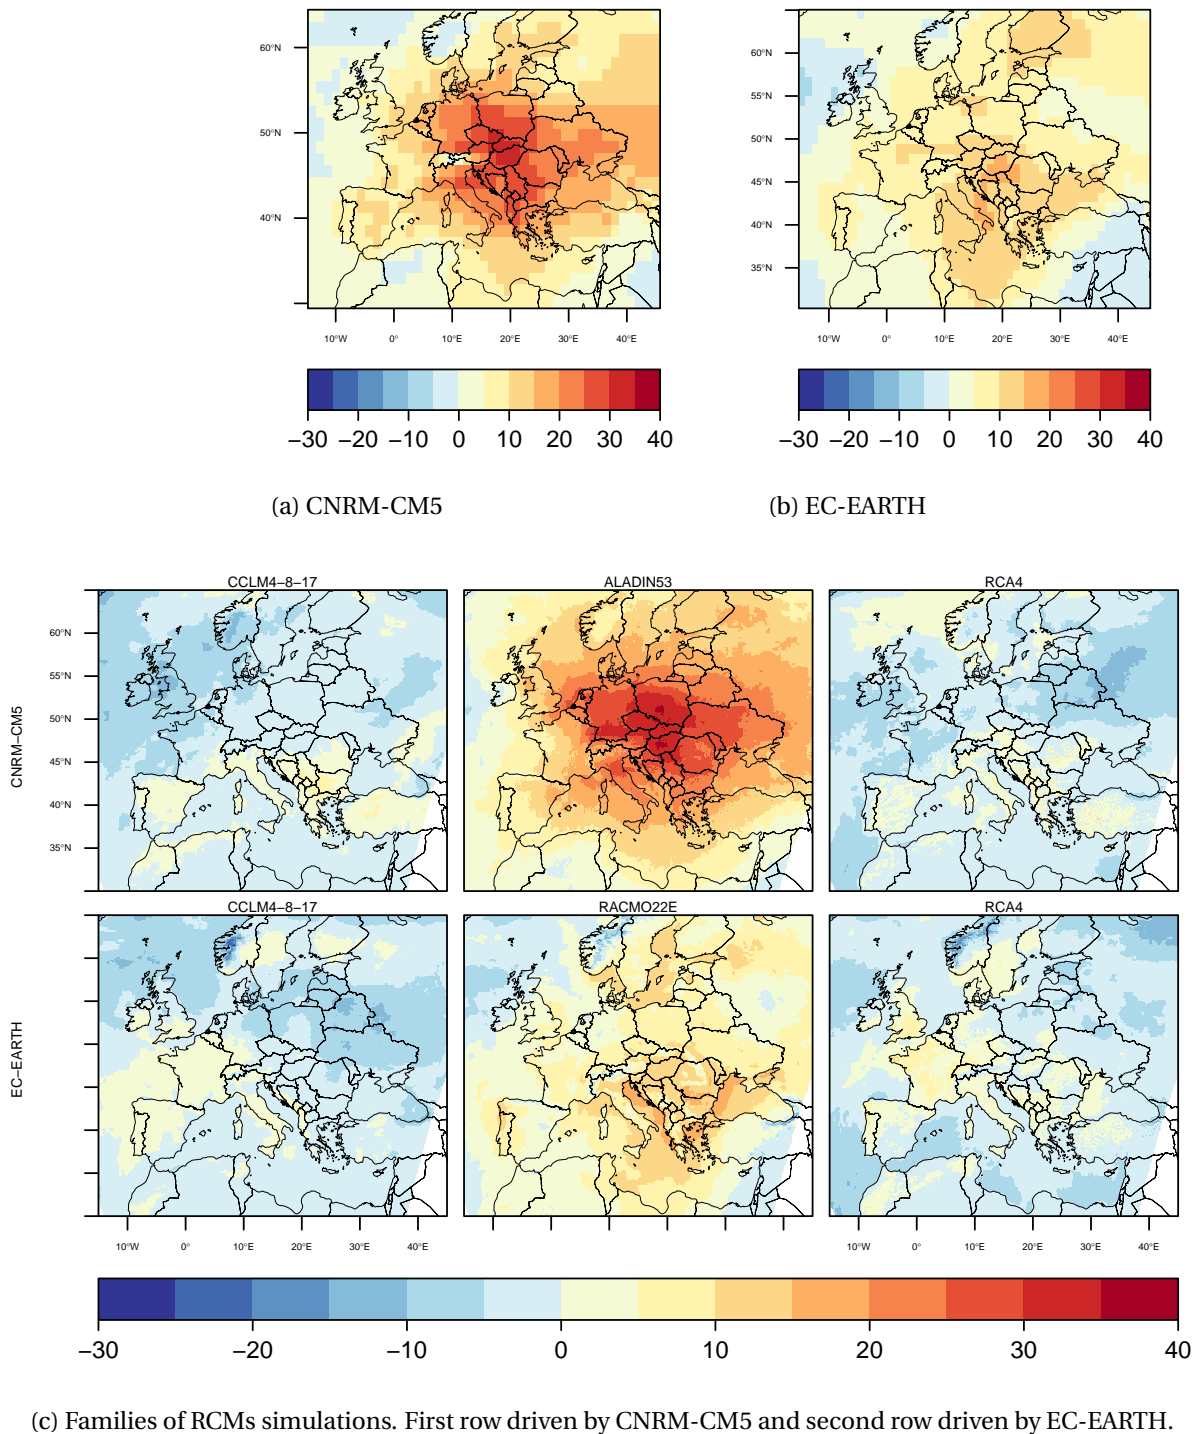 60°N
50°N
40°N
10°W 0° 10°E 20°E 30°E 40°E
−30 −20 −10 0 10 20 30 40
(a) CNRM-CM5
60°N
55°N
50°N
45°N
40°N
35°N
10°W 0° 10°E 20°E 30°E 40°E
−30 −20 −10 0 10 20 30 40
(b) EC-EARTH
CCLM4−8−17 ALADIN53 RCA4
CNRM−CM5
60°N
55°N
50°N
45°N
40°N
35°N
CCLM4−8−17 RACMO22E RCA4
EC−EARTH
10°W 0° 10°E 20°E 30°E 40°E 10°W 0° 10°E 20°E 30°E 40°E
−30 −20 −10 0 10 20 30 40
(c) Families of RCMs simulations. First row driven by CNRM-CM5 and second row driven by EC-EARTH.